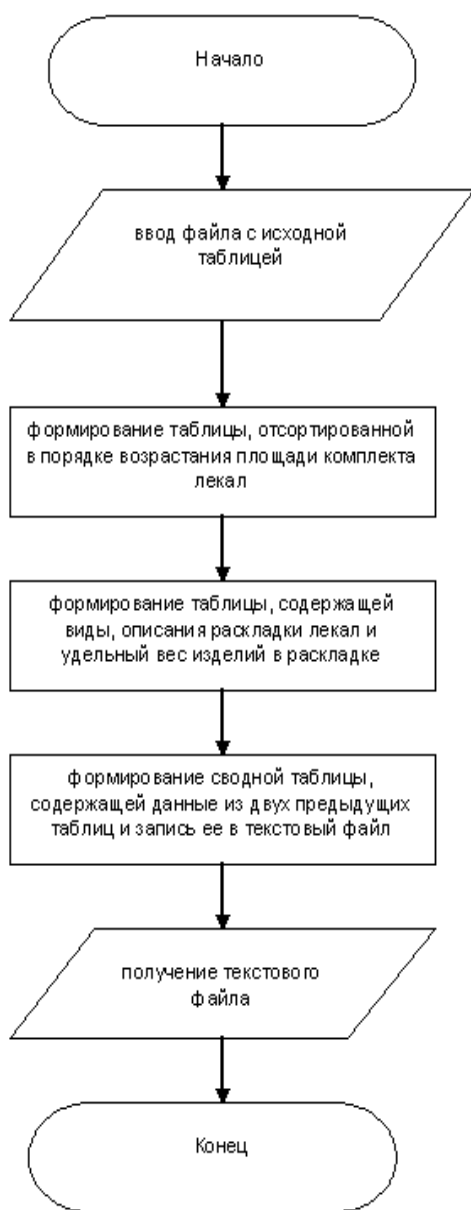 Начало
ввод файла с исходной
таблицей
формирование таблицы, отсортированной
в порядке возрастания площади комплекта
лекал
формирование таблицы, содержащей
виды, описания раскладки лекал и
удельный вес изделий в раскладке
формирование сводной таблицы,
содержащей данные из двух предыдущих
таблиц и запись ее в текстовый файл
получение текстового
файла
Конец